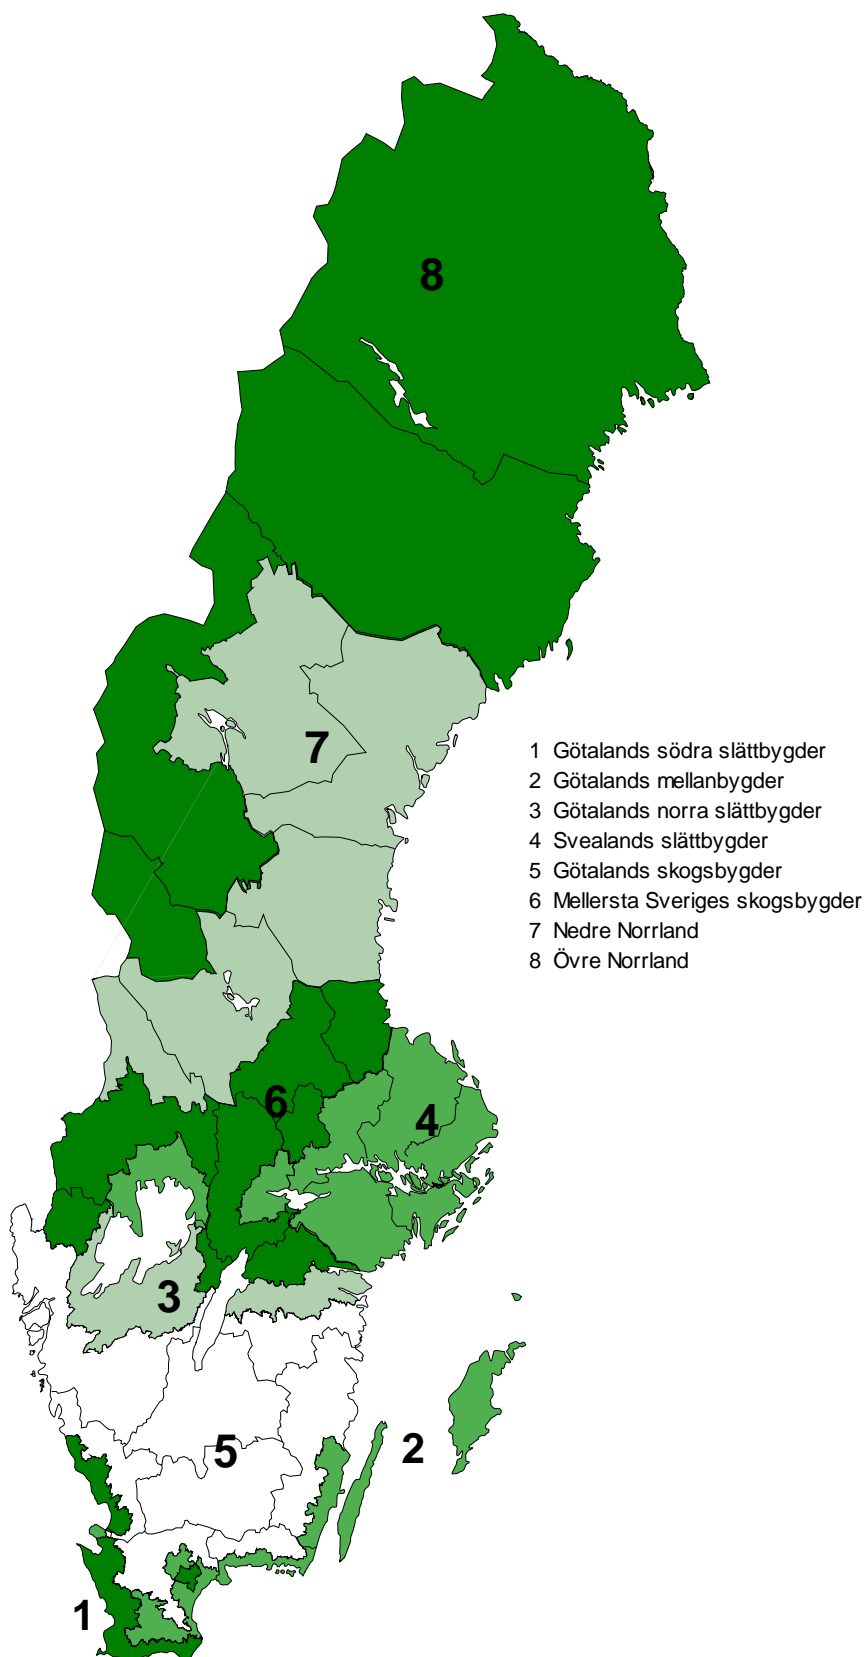 8
7
1 Götalands södra slättbygder
2 Götalands mellanbygder
3 Götalands norra slättbygder
4 Svealands slättbygder
5 Götalands skogsbygder
6 Mellersta Sveriges skogsbygder
7 Nedre Norrland
8 Övre Norrland
6
4
3
5
2
1